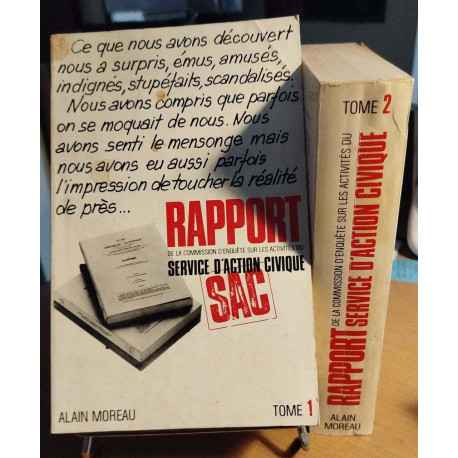 Ce que nous avons découvert
nous a surpris, émus, amusés,
indignés, stupéfaits, scandalisés.
Nous avons compris que parfois
on se moquait de nous. Nous
avons senti le mensonge mais
nous avons eu aussi parfois
l'impression de toucher la réalité
de près...
RAPPORT
DE LA COMMISSION D'ENQUÊTE SUR LES ACTIVITÉS DU
SERVICE D'ACTION CIVIQUE
SAC
ALAIN MOREAU
TOME 1
TOME 2
RAPPORT
DE LA COMMISSION D'ENQUÊTE SUR LES ACTIVITÉS DU
SERVICE D'ACTION CIVIQUE
ALAIN
MOREAU